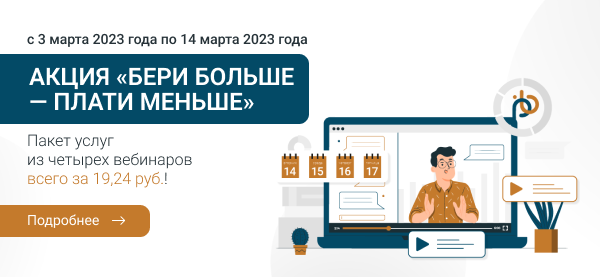 с 3 марта 2023 года по 14 марта 2023 года
АКЦИЯ «БЕРИ БОЛЬШЕ
— ПЛАТИ МЕНЬШЕ»
Пакет услуг
из четырех вебинаров
всего за 19,24 руб.!
Подробнее →
14 15 16 17